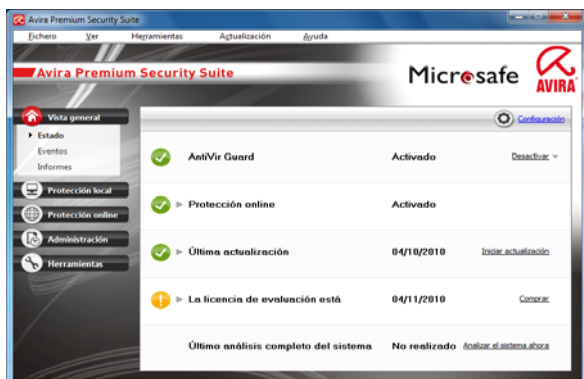 Avira Premium Security Suite
Fichero Ver Herramientas Actualización Ayuda
Avira Premium Security Suite
Microsafe
AVIRA
Vista general
Estado
Eventos
Informes
Protección local
Protección online
Administración
Herramientas
Configuración
AntiVir Guard Activado Desactivar
Protección online Activado
Última actualización 04/10/2010 Iniciar actualización
La licencia de evaluación está 04/11/2010 Comprar
Último análisis completo del sistema No realizado Analizar el sistema ahora